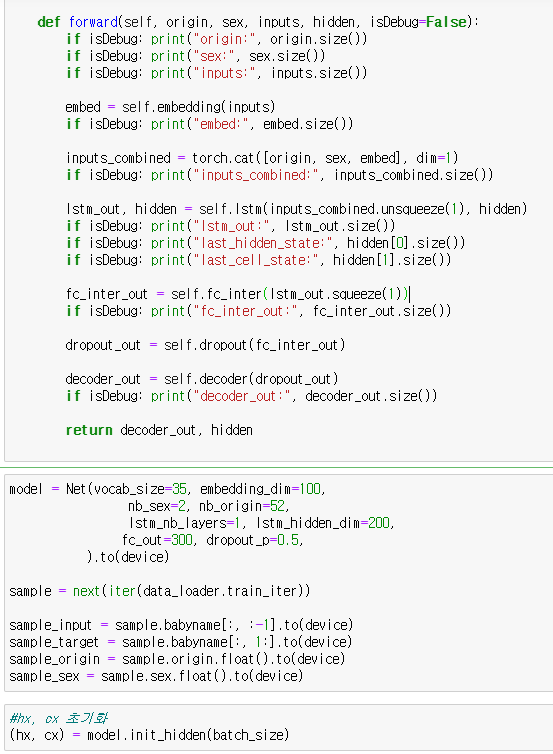 def forward(self, origin, sex, inputs, hidden, isDebug=False):
if isDebug: print("origin:", origin.size())
if isDebug: print("sex:", sex.size())
if isDebug: print("inputs:", inputs.size())
embed = self.embedding(inputs)
if isDebug: print("embed:", embed.size())
inputs_combined = torch.cat([origin, sex, embed], dim=1)
if isDebug: print("inputs_combined:", inputs_combined.size())
lstm_out, hidden = self.lstm(inputs_combined.unsqueeze(1), hidden)
if isDebug: print("lstm_out:", lstm_out.size())
if isDebug: print("last_hidden_state:", hidden[0].size())
if isDebug: print("last_cell_state:", hidden[1].size())
fc_inter_out = self.fc_inter(lstm_out.squeeze(1))
if isDebug: print("fc_inter_out:", fc_inter_out.size())
dropout_out = self.dropout(fc_inter_out)
decoder_out = self.decoder(dropout_out)
if isDebug: print("decoder_out:", decoder_out.size())
return decoder_out, hidden
model = Net(vocab_size=35, embedding_dim=100,
nb_sex=2, nb_origin=52,
lstm_nb_layers=1, lstm_hidden_dim=200,
fc_out=300, dropout_p=0.5,
).to(device)
sample = next(iter(data_loader.train_iter))
sample_input = sample.babyname[:, :-1].to(device)
sample_target = sample.babyname[:, 1:].to(device)
sample_origin = sample.origin.float().to(device)
sample_sex = sample.sex.float().to(device)
#hx, cx 초기화
(hx, cx) = model.init_hidden(batch_size)